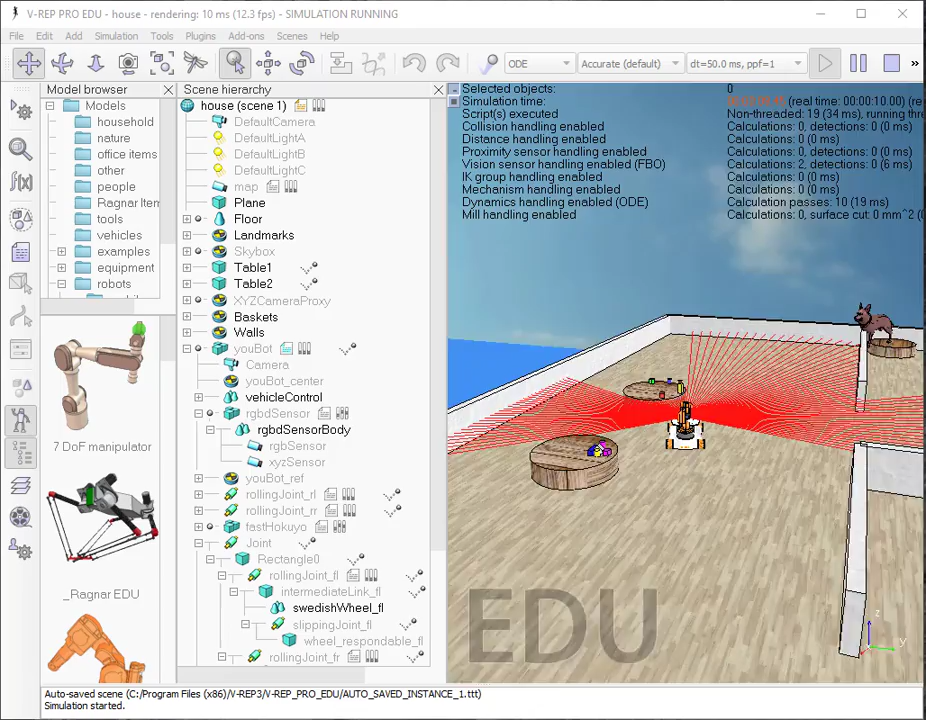 V-REP PRO EDU - house - rendering: 10 ms (12.3 fps) - SIMULATION RUNNING
File Edit Add Simulation Tools Plugins Add-ons Scenes Help
ODE Accurate (default) dt=50.0 ms, ppf=1 »
Model browser
Models
household
nature
office items
other
people
Ragnar Item
tools
vehicles
examples
equipment
robots
7 DoF manipulator
_Ragnar EDU
Scene hierarchy
house (scene 1)
DefaultCamera
DefaultLightA
DefaultLightB
DefaultLightC
map
Plane
Floor
Landmarks
Skybox
Table1
Table2
XYZCameraProxy
Baskets
Walls
youBot
Camera
youBot_center
vehicleControl
rgbdSensor
rgbdSensorBody
rgbSensor
xyzSensor
youBot_ref
rollingJoint_rl
rollingJoint_rr
fastHokuyo
Joint
Rectangle0
rollingJoint_fl
intermediateLink_fl
swedishWheel_fl
slippingJoint_fl
wheel_respondable_fl
rollingJoint_fr
Selected objects: 0
Simulation time: (real time: 00:00:10.00) (re
Script(s) executed Non-threaded: 19 (34 ms), running thr
Collision handling enabled Calculations: 0, detections: 0 (0 ms)
Distance handling enabled Calculations: 0 (0 ms)
Proximity sensor handling enabled Calculations: 0, detections: 0 (0 ms)
Vision sensor handling enabled (FBO) Calculations: 2, detections: 0 (6 ms)
IK group handling enabled Calculations: 0 (0 ms)
Mechanism handling enabled Calculations: 0 (0 ms)
Dynamics handling enabled (ODE) Calculation passes: 10 (19 ms)
Mill handling enabled Calculations: 0, surface cut: 0 mm^2 (0
EDU
z
y
Auto-saved scene (C:/Program Files (x86)/V-REP3/V-REP_PRO_EDU/AUTO_SAVED_INSTANCE_1.ttt)
Simulation started.